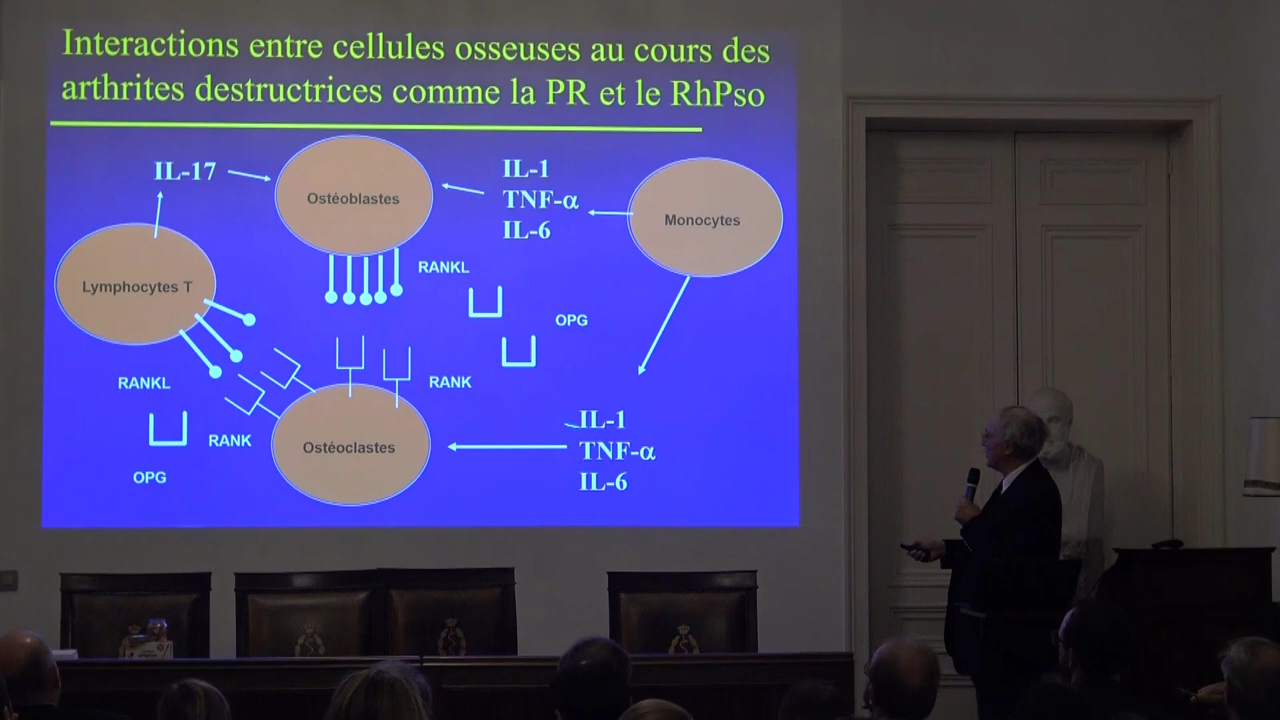 Interactions entre cellules osseuses au cours des
arthrites destructrices comme la PR et le RhPso
IL-17
Ostéoblastes
IL-1
TNF-α
IL-6
Monocytes
Lymphocytes T
RANKL
OPG
RANKL
RANK
RANK
OPG
Ostéoclastes
IL-1
TNF-α
IL-6